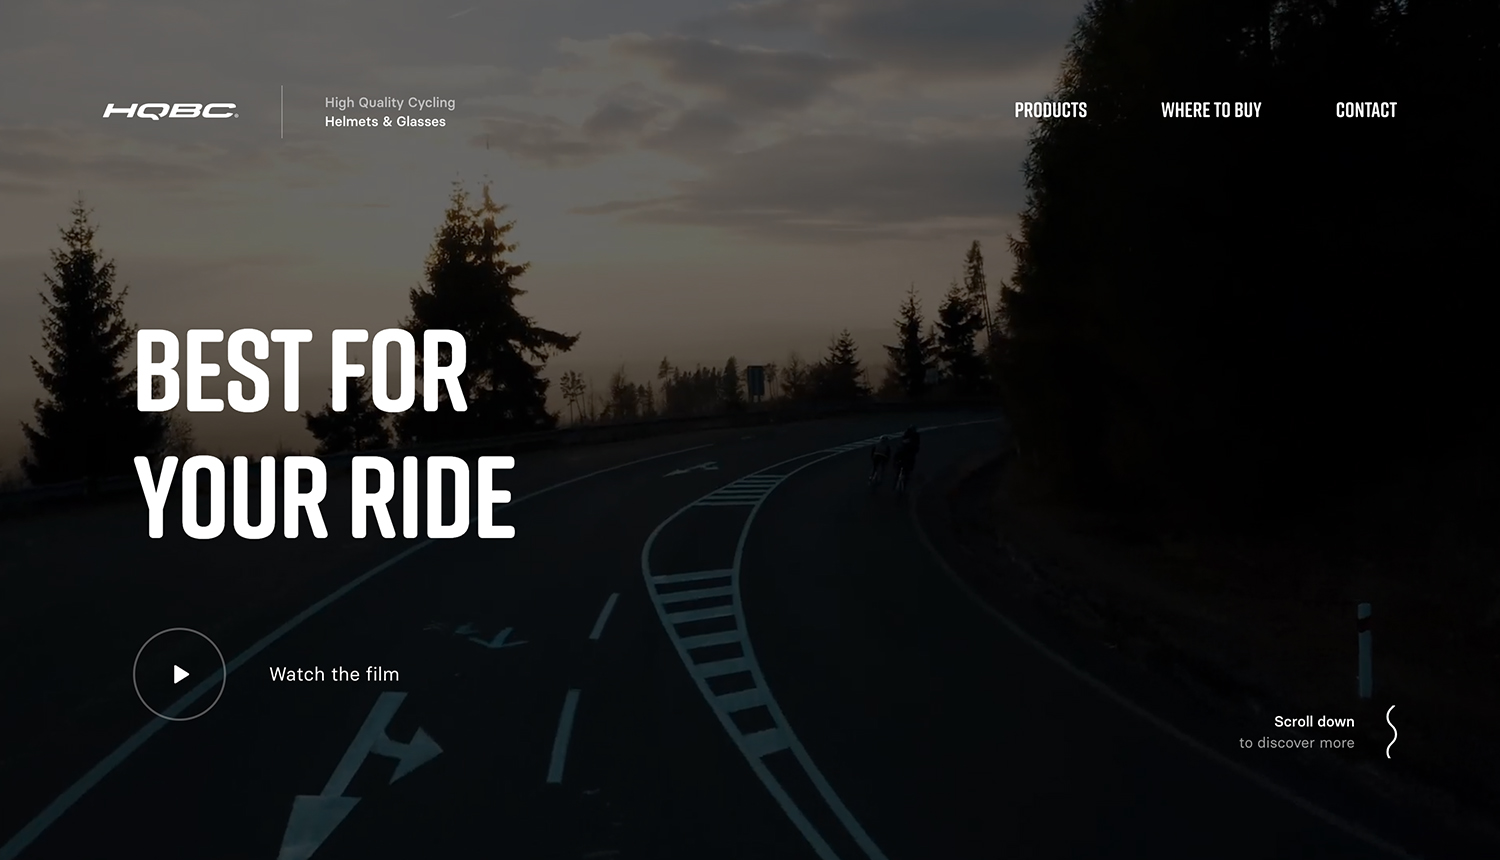 HQBC
High Quality Cycling
Helmets & Glasses
PRODUCTS
WHERE TO BUY
CONTACT
BEST FOR
YOUR RIDE
Watch the film
Scroll down
to discover more